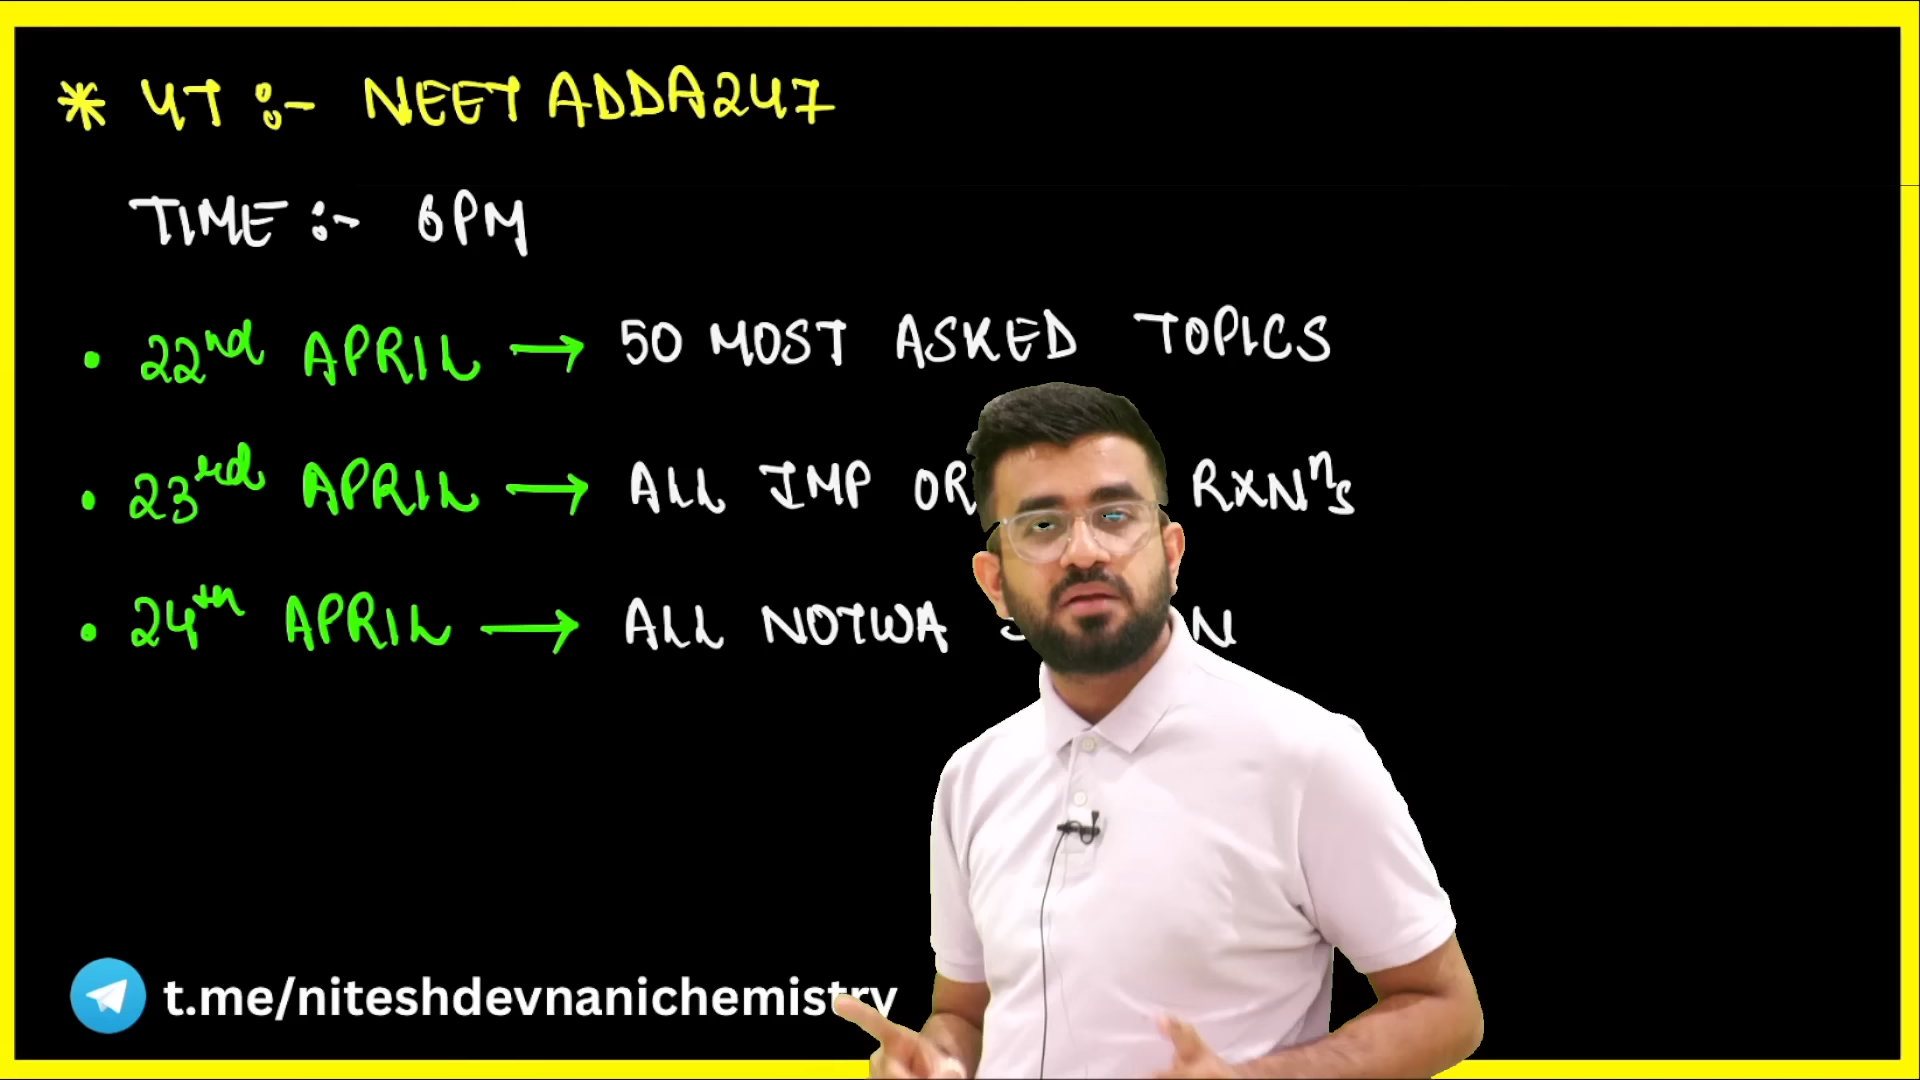 * YT :- NEET ADDA247
TIME :- 6PM
• 22nd APRIL → 50 MOST ASKED TOPICS
• 23rd APRIL → ALL IMP OR RXNns
• 24th APRIL → ALL NOTWA
t.me/niteshdevnanichemistry